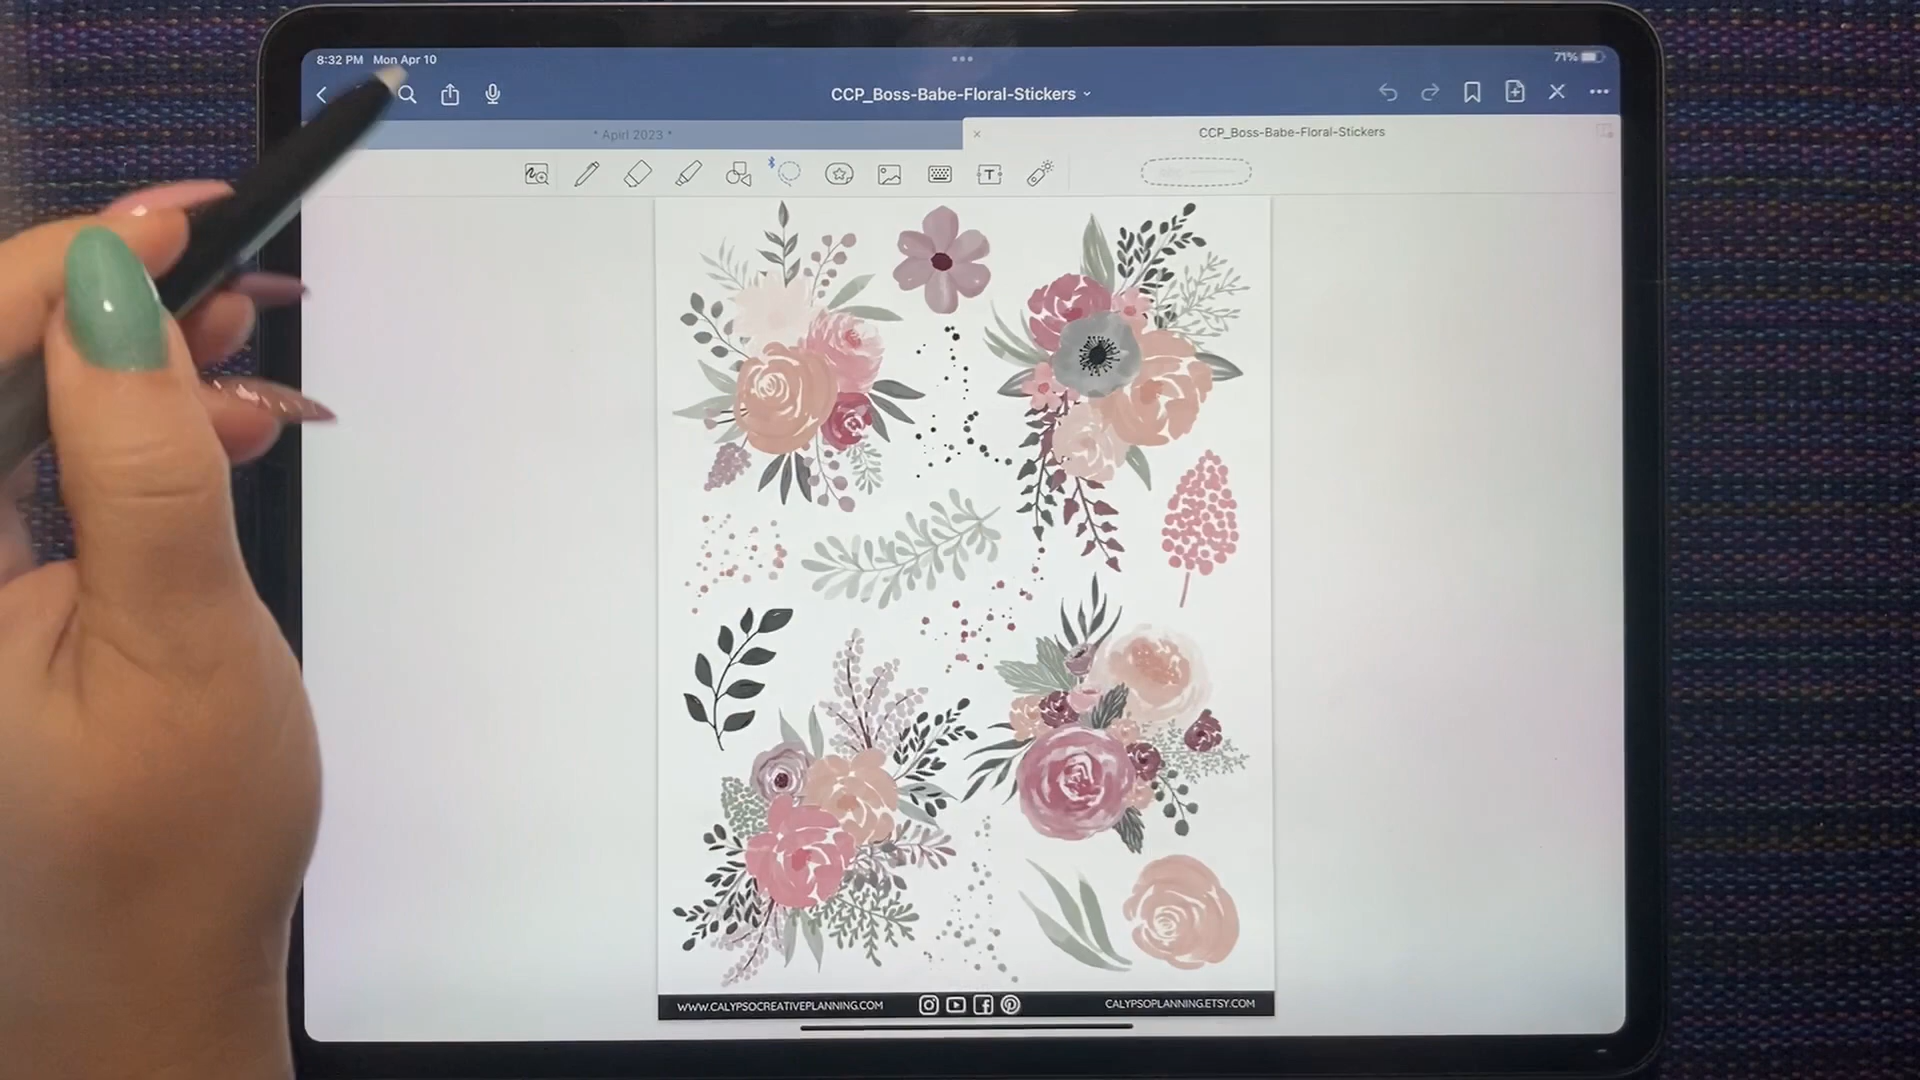 8:32 PM Mon Apr 10
71%
CCP_Boss-Babe-Floral-Stickers
* Apirl 2023 *
CCP_Boss-Babe-Floral-Stickers
T
WWW.CALYPSOCREATIVEPLANNING.COM
CALYPSOPLANNING.ETSY.COM